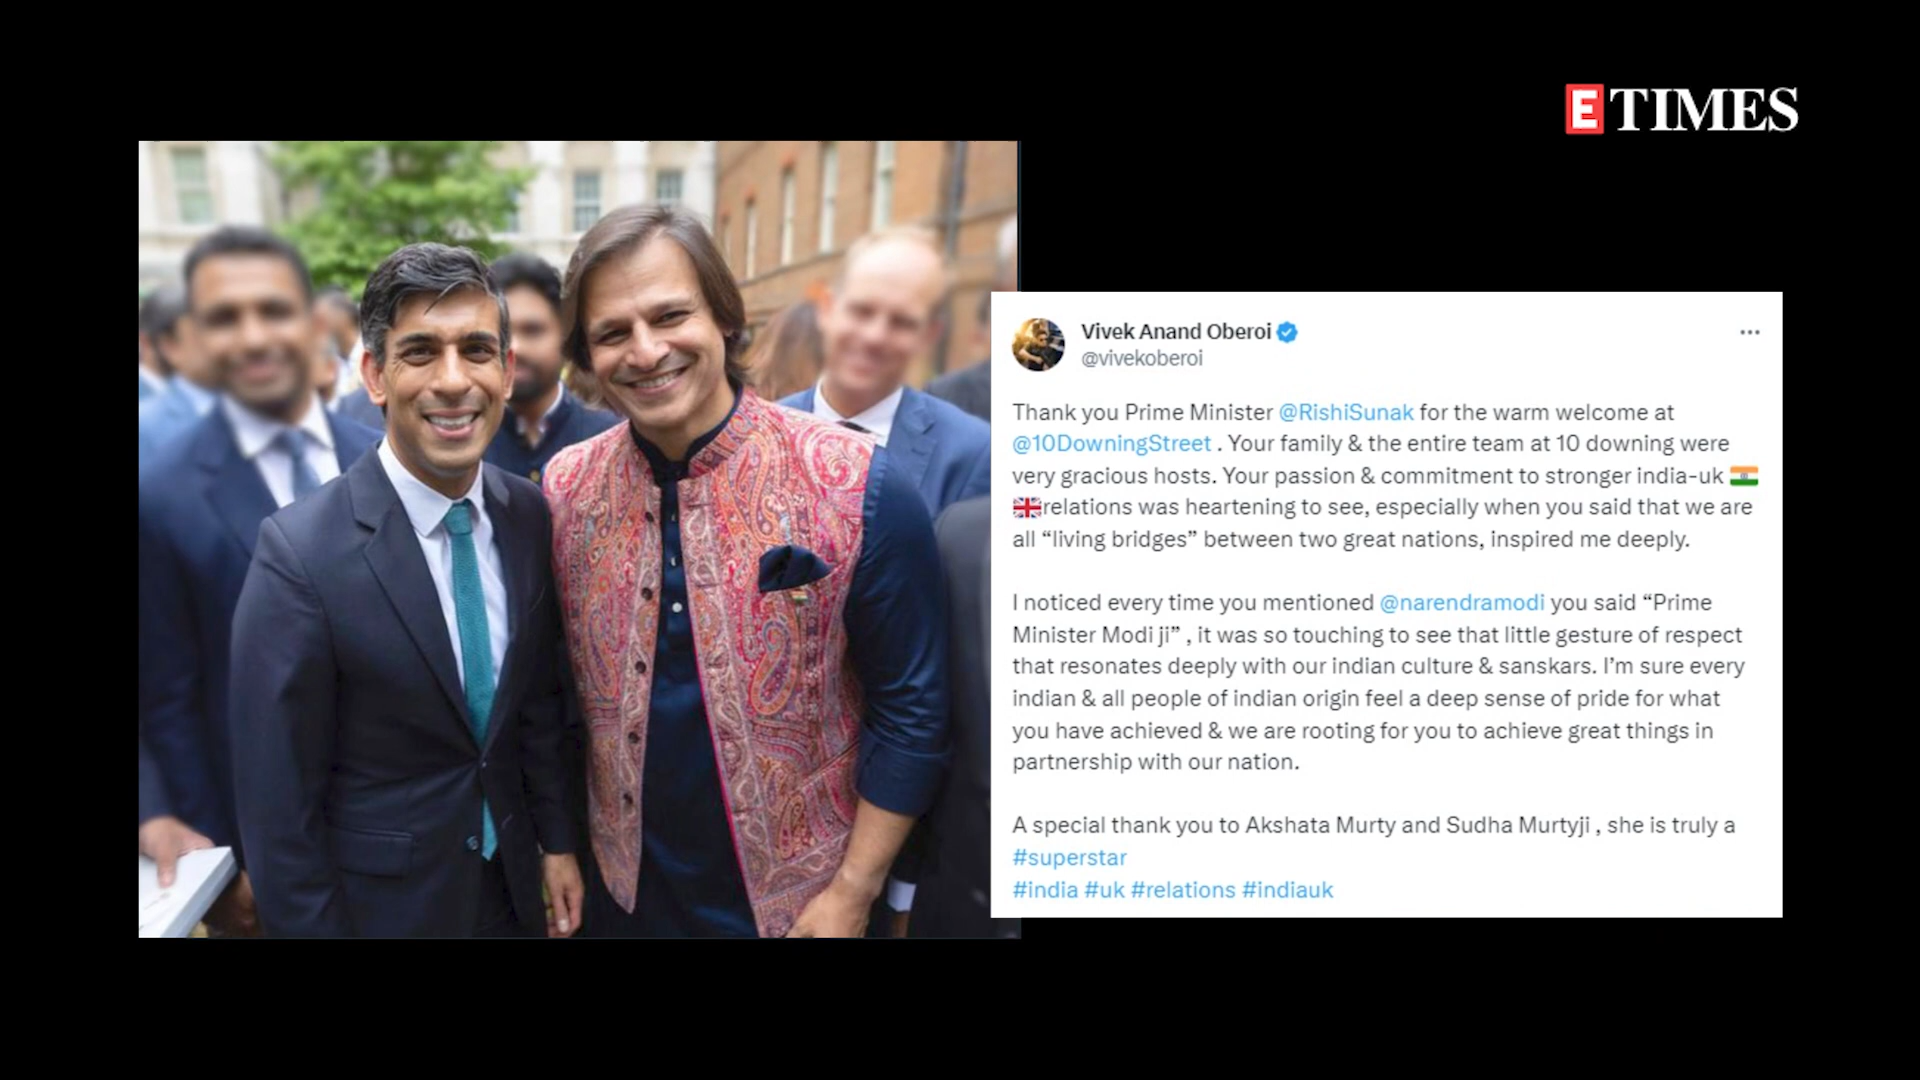 E TIMES
Vivek Anand Oberoi
@vivekoberoi
Thank you Prime Minister @RishiSunak for the warm welcome at
@10DowningStreet . Your family & the entire team at 10 downing were
very gracious hosts. Your passion & commitment to stronger india-uk 🇮🇳
🇬🇧relations was heartening to see, especially when you said that we are
all “living bridges” between two great nations, inspired me deeply.
I noticed every time you mentioned @narendramodi you said “Prime
Minister Modi ji” , it was so touching to see that little gesture of respect
that resonates deeply with our indian culture & sanskars. I’m sure every
indian & all people of indian origin feel a deep sense of pride for what
you have achieved & we are rooting for you to achieve great things in
partnership with our nation.
A special thank you to Akshata Murty and Sudha Murtyji , she is truly a
#superstar
#india #uk #relations #indiauk